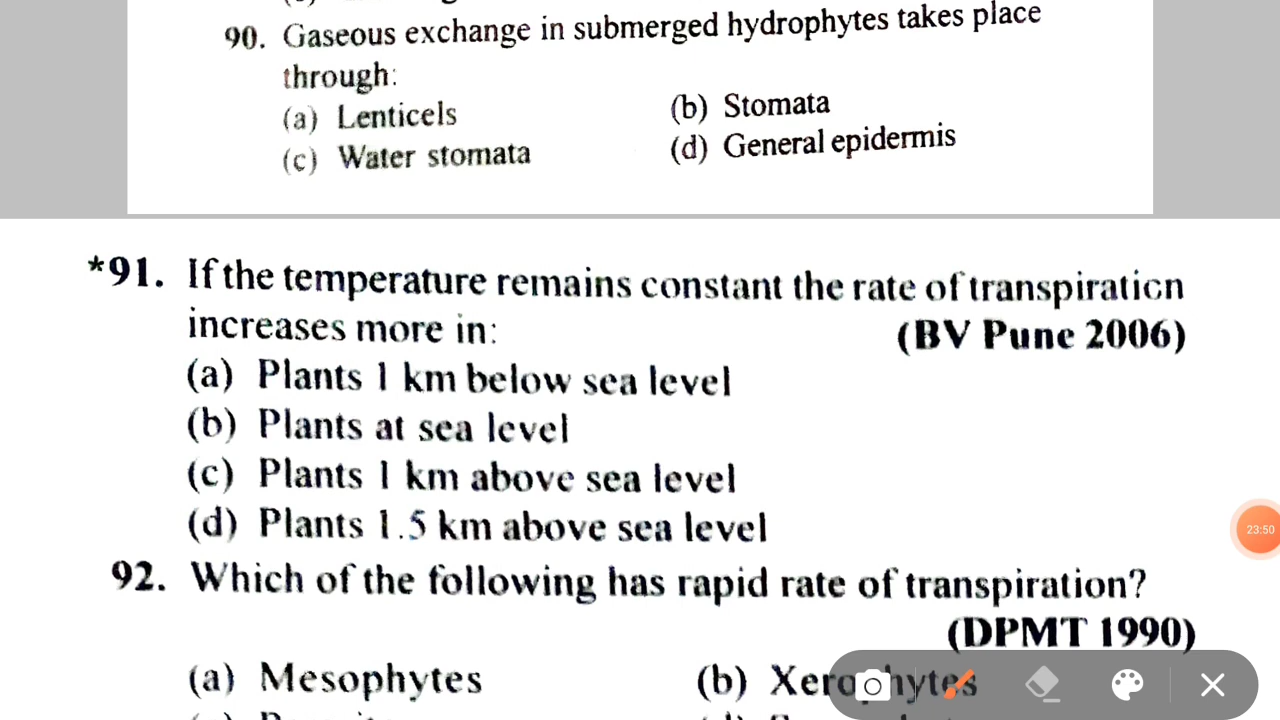 90. Gaseous exchange in submerged hydrophytes takes place
through:
(a) Lenticels (b) Stomata
(c) Water stomata (d) General epidermis
*91. If the temperature remains constant the rate of transpiration
increases more in:
(BV Pune 2006)
(a) Plants 1 km below sea level
(b) Plants at sea level
(c) Plants 1 km above sea level
(d) Plants 1.5 km above sea level
23:50
92. Which of the following has rapid rate of transpiration?
(DPMT 1990)
(a) Mesophytes (b) Xerophytes